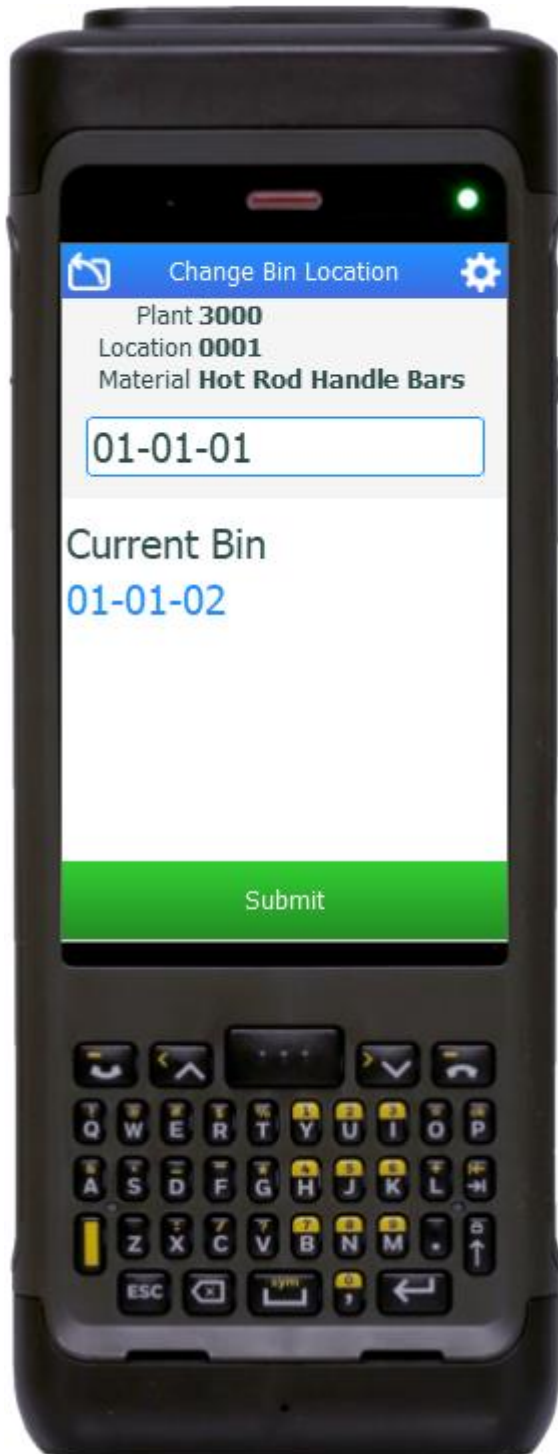 Change Bin Location
Plant 3000
Location 0001
Material Hot Rod Handle Bars
01-01-01
Current Bin
01-01-02
Submit
Q W E R T Y U I O P
A S D F G H J K L
Z X C V B N M .
ESC sym ,